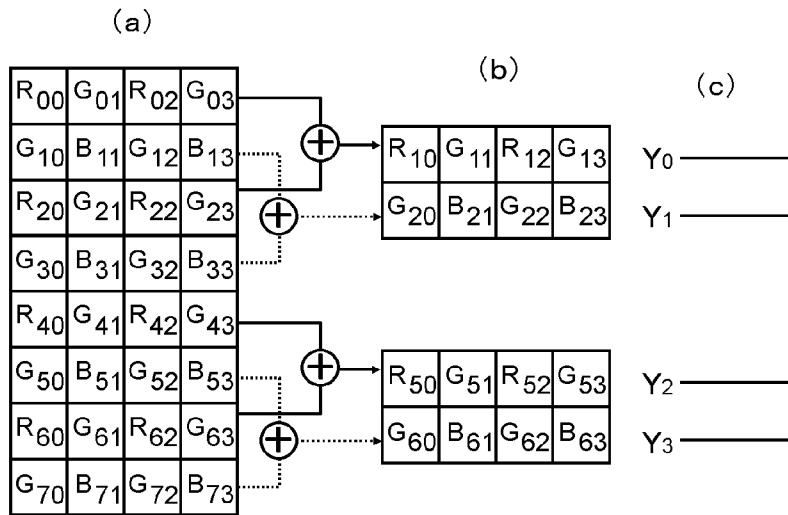 (a)
(b)
(c)
R00 G01 R02 G03
G10 B11 G12 B13
R20 G21 R22 G23
G30 B31 G32 B33
R40 G41 R42 G43
G50 B51 G52 B53
R60 G61 R62 G63
G70 B71 G72 B73
R10 G11 R12 G13
G20 B21 G22 B23
R50 G51 R52 G53
G60 B61 G62 B63
Y0
Y1
Y2
Y3